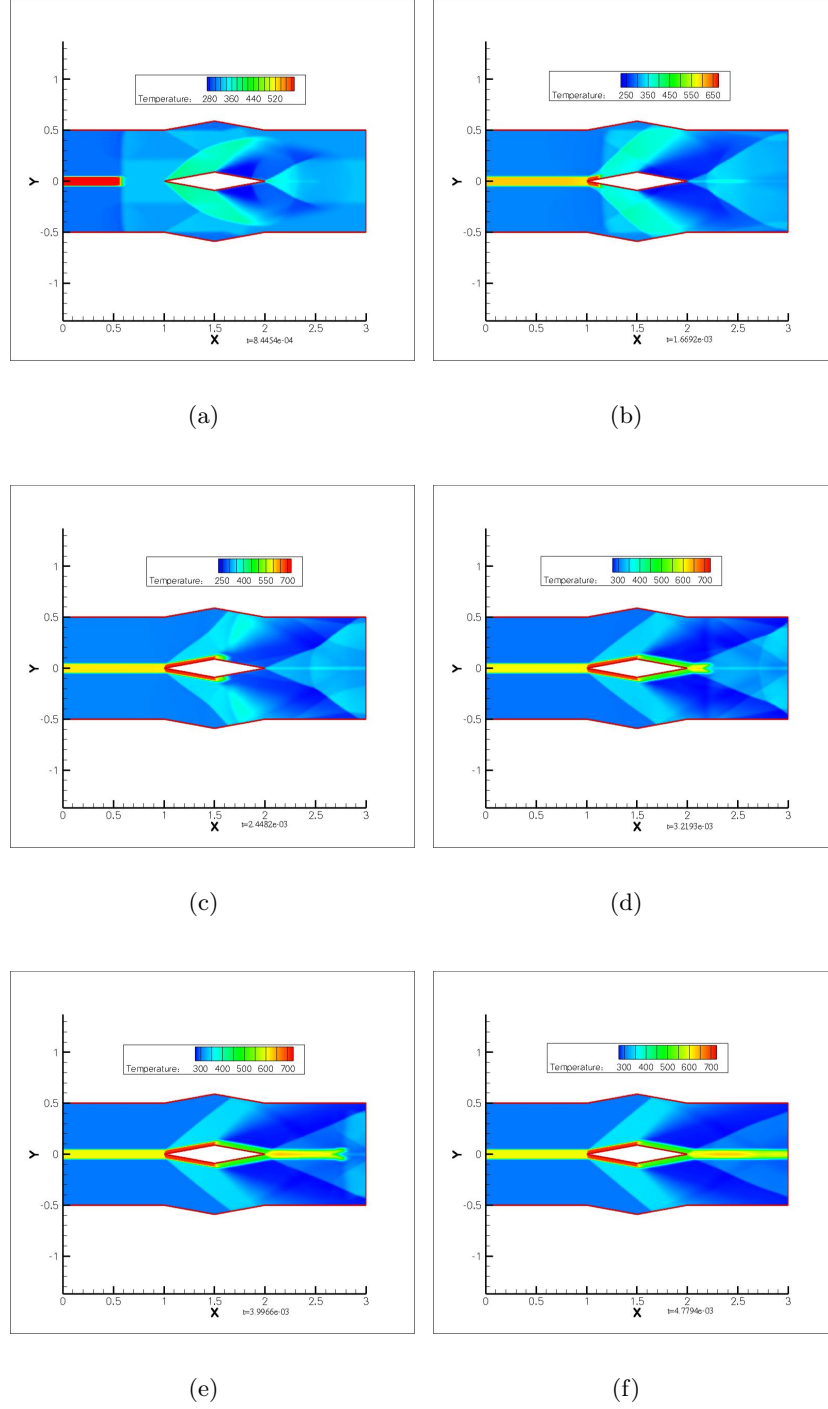 Temperature: 280 360 440 520
1
0.5
0
-0.5
-1
Y
0 0.5 1 1.5 2 2.5 3
X
t=8.4454e-04
(a)
Temperature: 250 350 450 550 650
1
0.5
0
-0.5
-1
Y
0 0.5 1 1.5 2 2.5 3
X
t=1.6692e-03
(b)
Temperature: 250 400 550 700
1
0.5
0
-0.5
-1
Y
0 0.5 1 1.5 2 2.5 3
X
t=2.4482e-03
(c)
Temperature: 300 400 500 600 700
1
0.5
0
-0.5
-1
Y
0 0.5 1 1.5 2 2.5 3
X
t=3.2193e-03
(d)
Temperature: 300 400 500 600 700
1
0.5
0
-0.5
-1
Y
0 0.5 1 1.5 2 2.5 3
X
t=3.9966e-03
(e)
Temperature: 300 400 500 600 700
1
0.5
0
-0.5
-1
Y
0 0.5 1 1.5 2 2.5 3
X
t=4.7794e-03
(f)